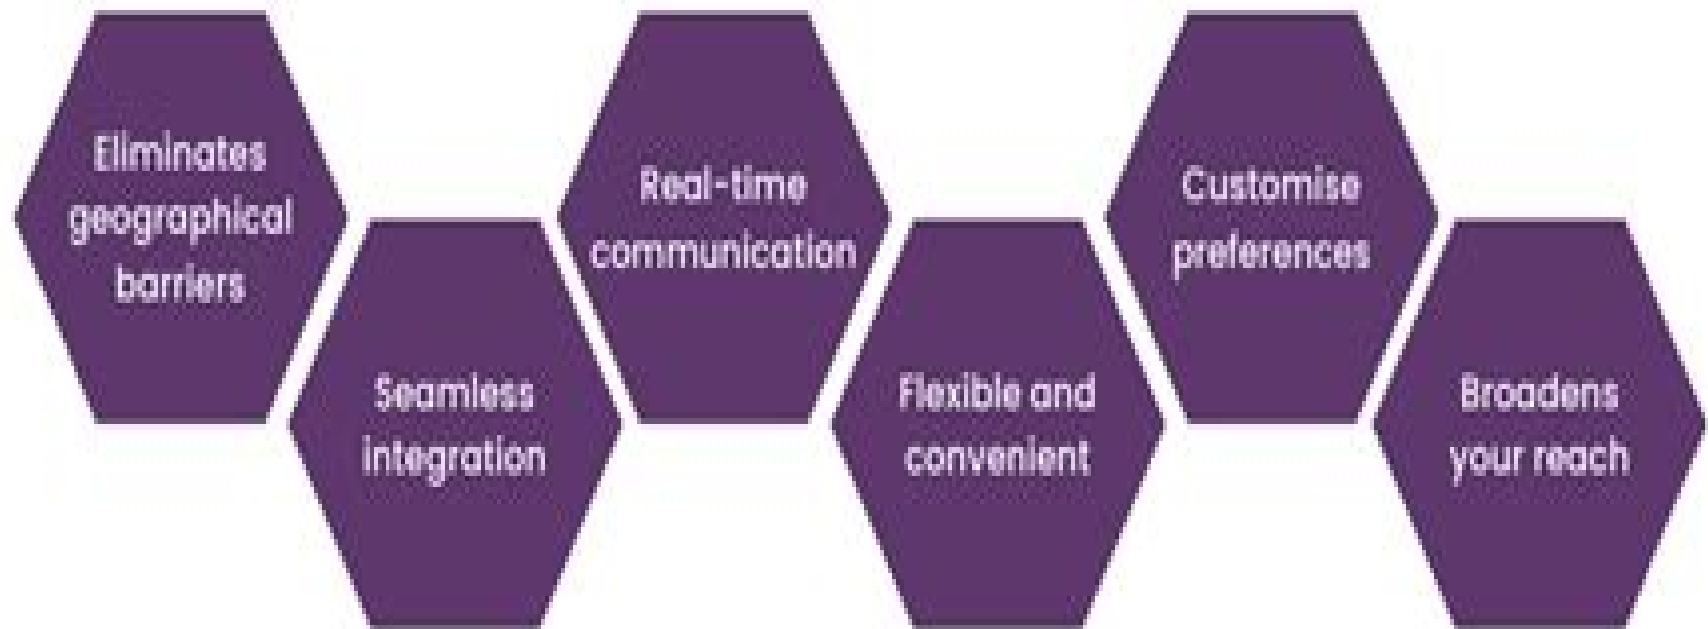 Eliminates
geographical
barriers
Seamless
integration
Real-time
communication
Flexible and
convenient
Customise
preferences
Broadens
your reach